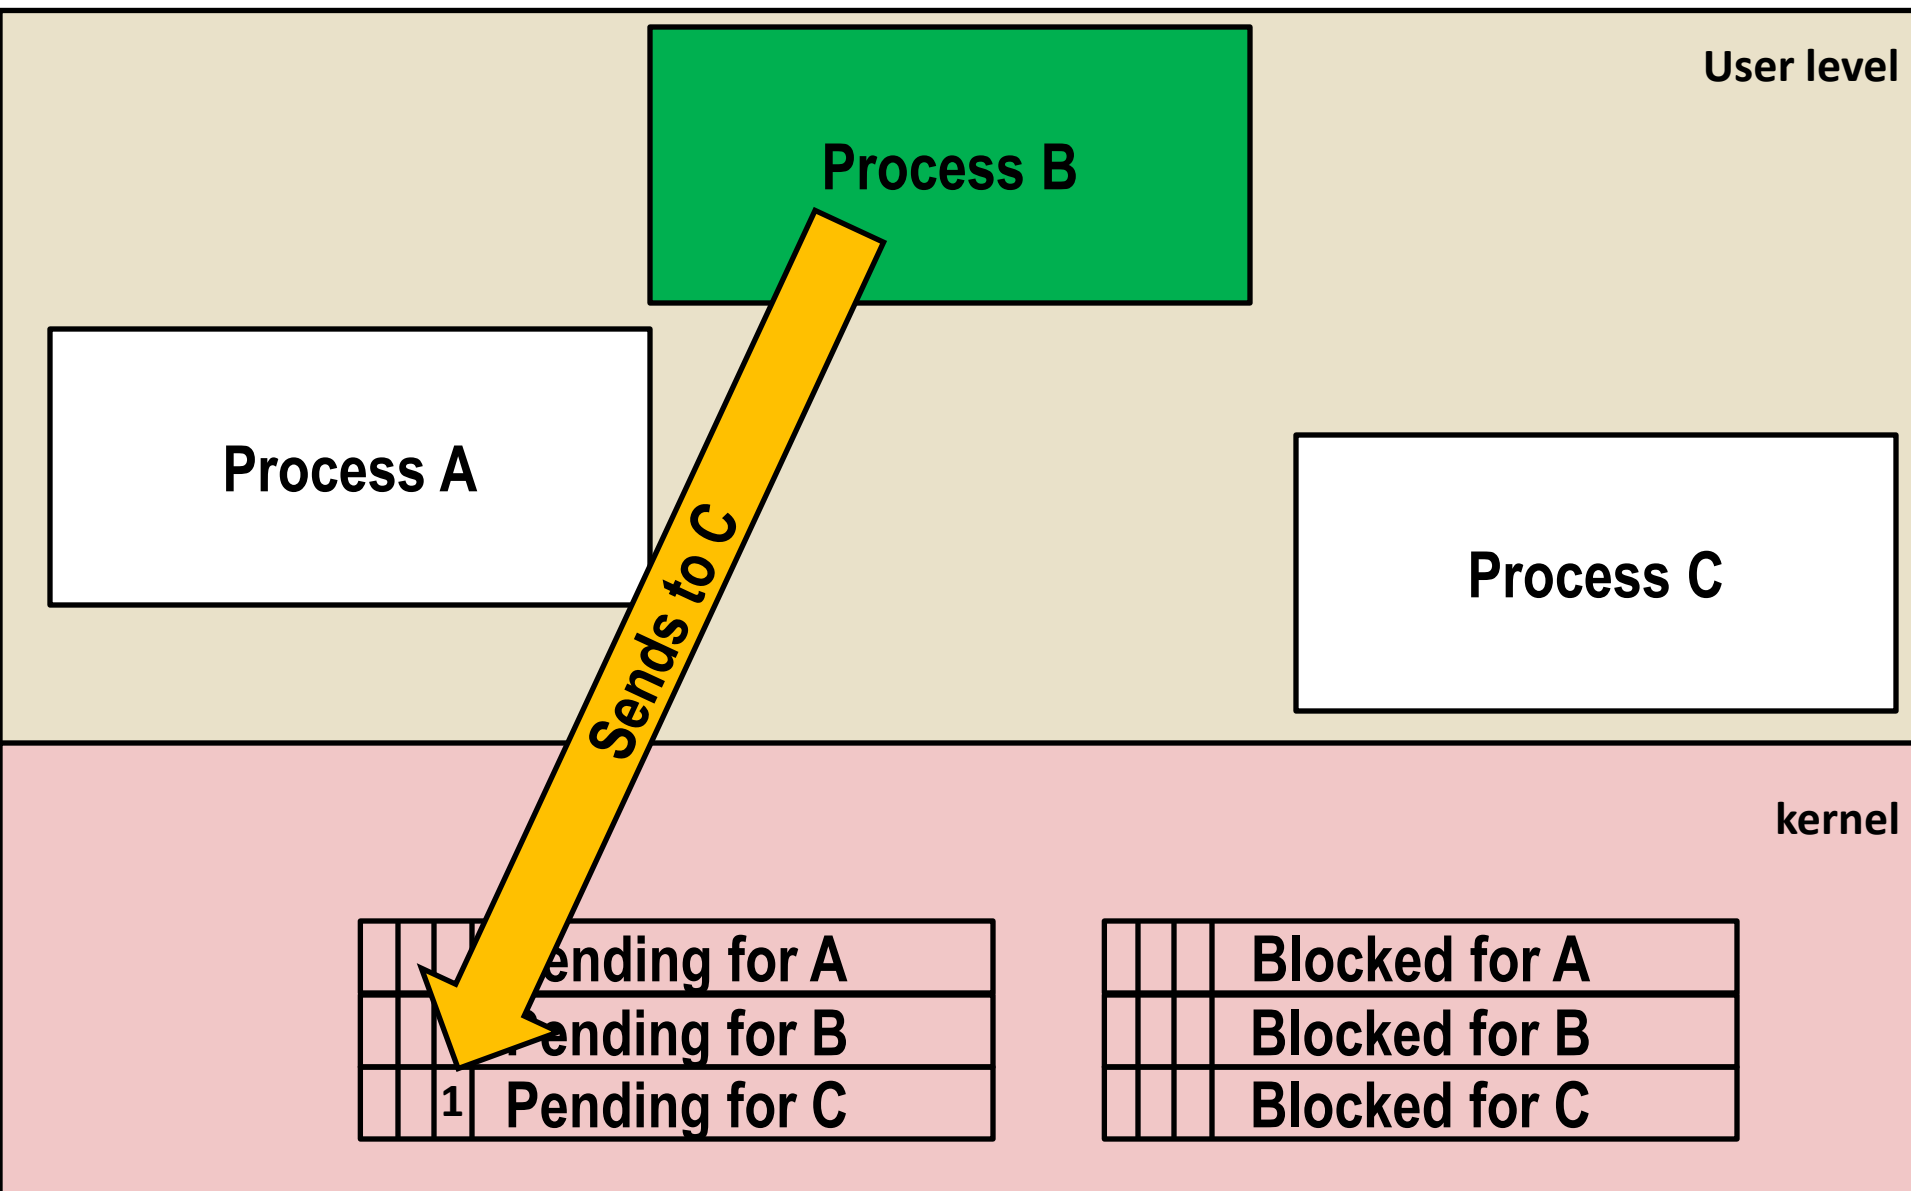 User level
Process B
Process A
Sends to C
Process C
kernel
ending for A
Blocked for A
Pending for B
Blocked for B
1
Pending for C
Blocked for C